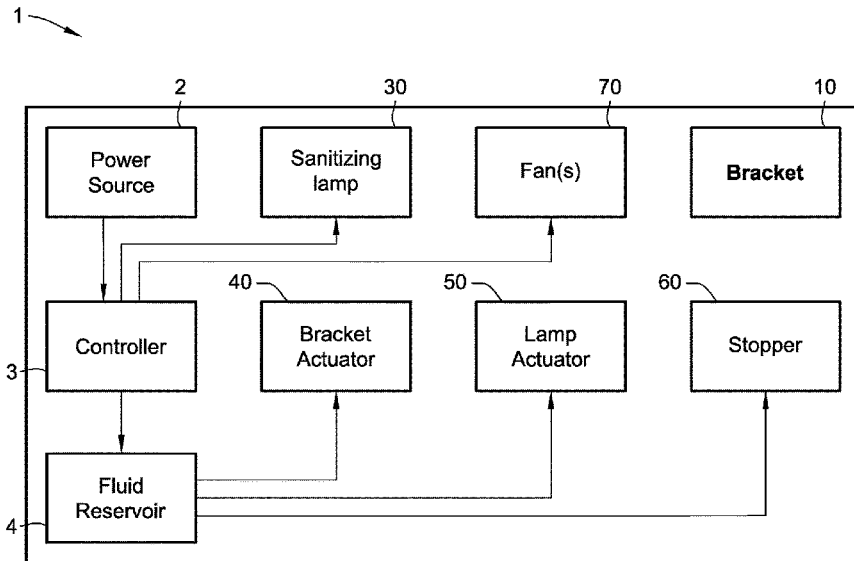 1
2
30
70
10
Power
Source
Sanitizing
lamp
Fan(s)
Bracket
40
50
60
Controller
Bracket
Actuator
Lamp
Actuator
Stopper
3
Fluid
Reservoir
4